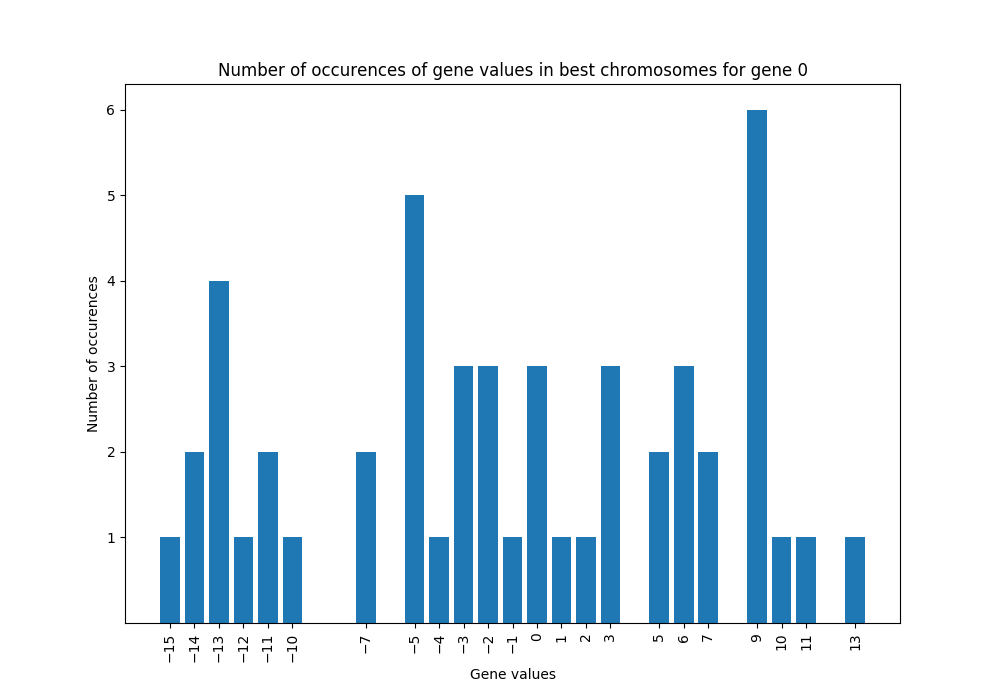 Number of occurences of gene values in best chromosomes for gene 0
6
5
4
3
2
1
Number of occurences
−15 −14 −13 −12 −11 −10 −7 −5 −4 −3 −2 −1 0 1 2 3 5 6 7 9 10 11 13
Gene values